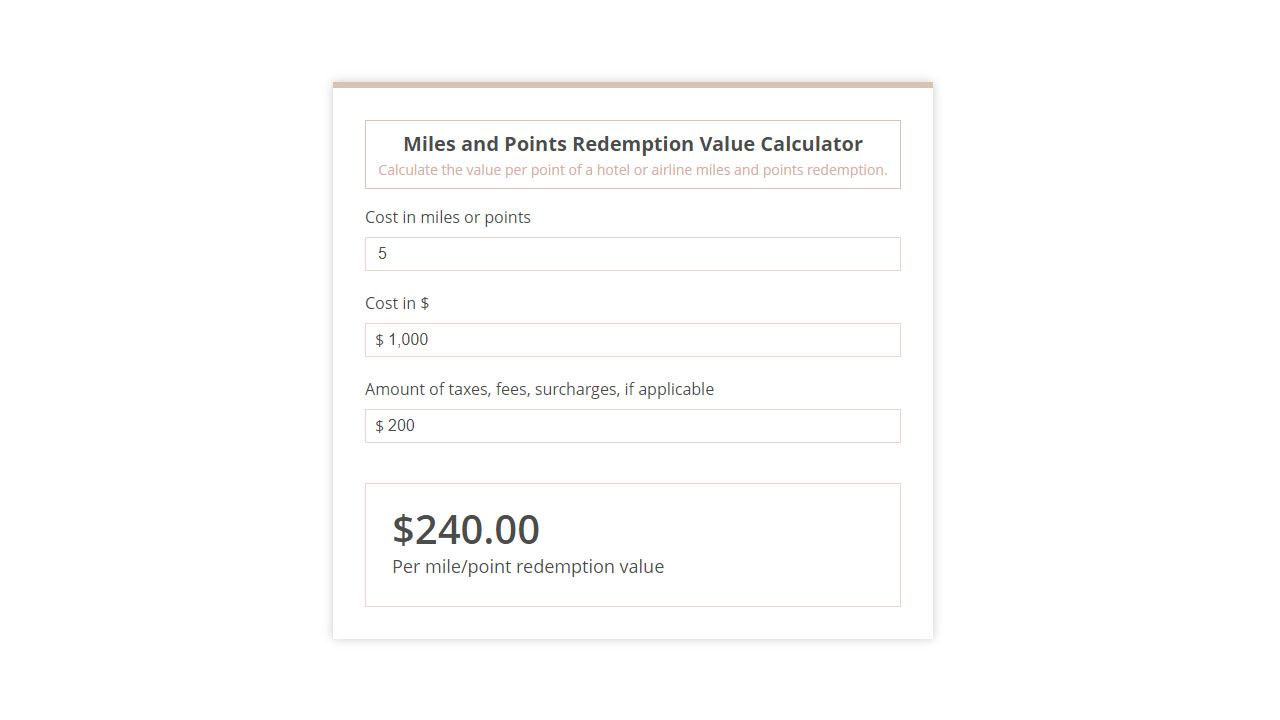 Miles and Points Redemption Value Calculator
Calculate the value per point of a hotel or airline miles and points redemption.
Cost in miles or points
5
Cost in $
$ 1,000
Amount of taxes, fees, surcharges, if applicable
$ 200
$240.00
Per mile/point redemption value